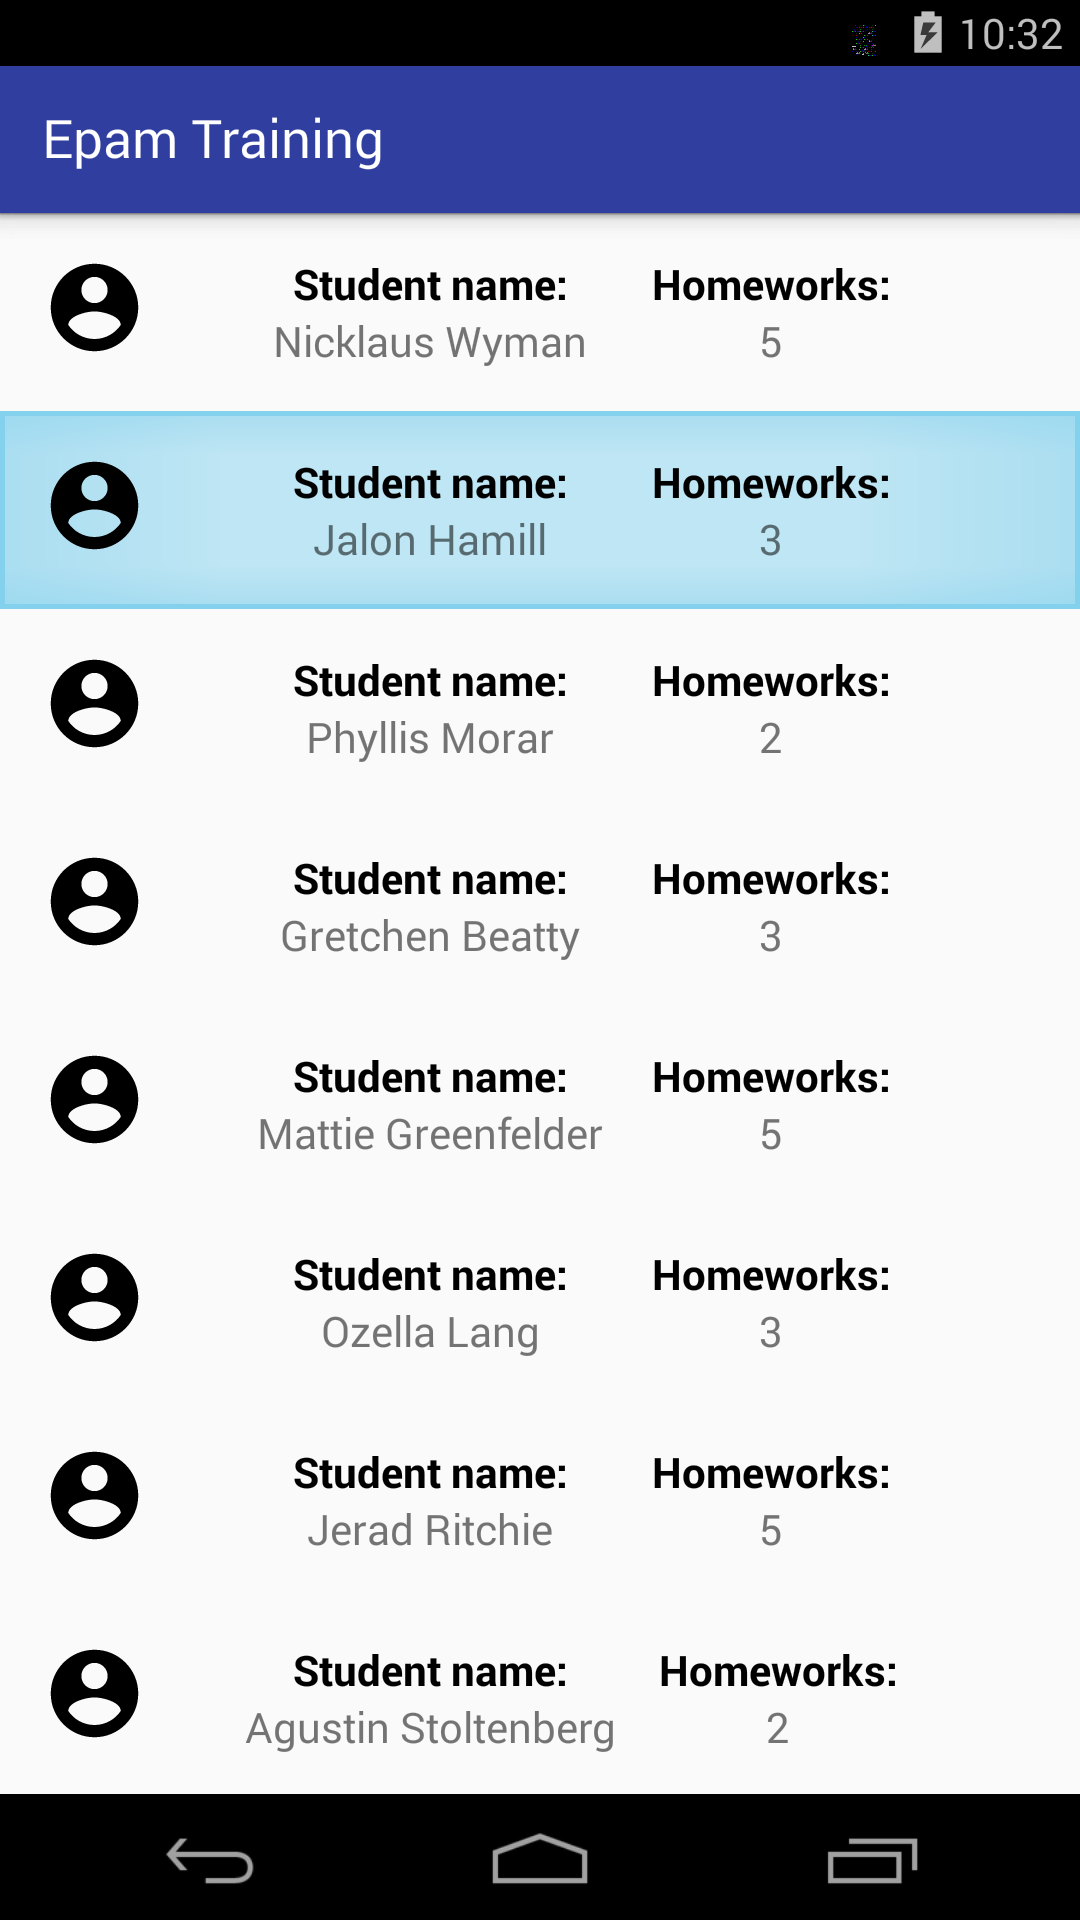 10:32
Epam Training
Student name: Homeworks:
Nicklaus Wyman 5
Student name: Homeworks:
Jalon Hamill 3
Student name: Homeworks:
Phyllis Morar 2
Student name: Homeworks:
Gretchen Beatty 3
Student name: Homeworks:
Mattie Greenfelder 5
Student name: Homeworks:
Ozella Lang 3
Student name: Homeworks:
Jerad Ritchie 5
Student name: Homeworks:
Agustin Stoltenberg 2